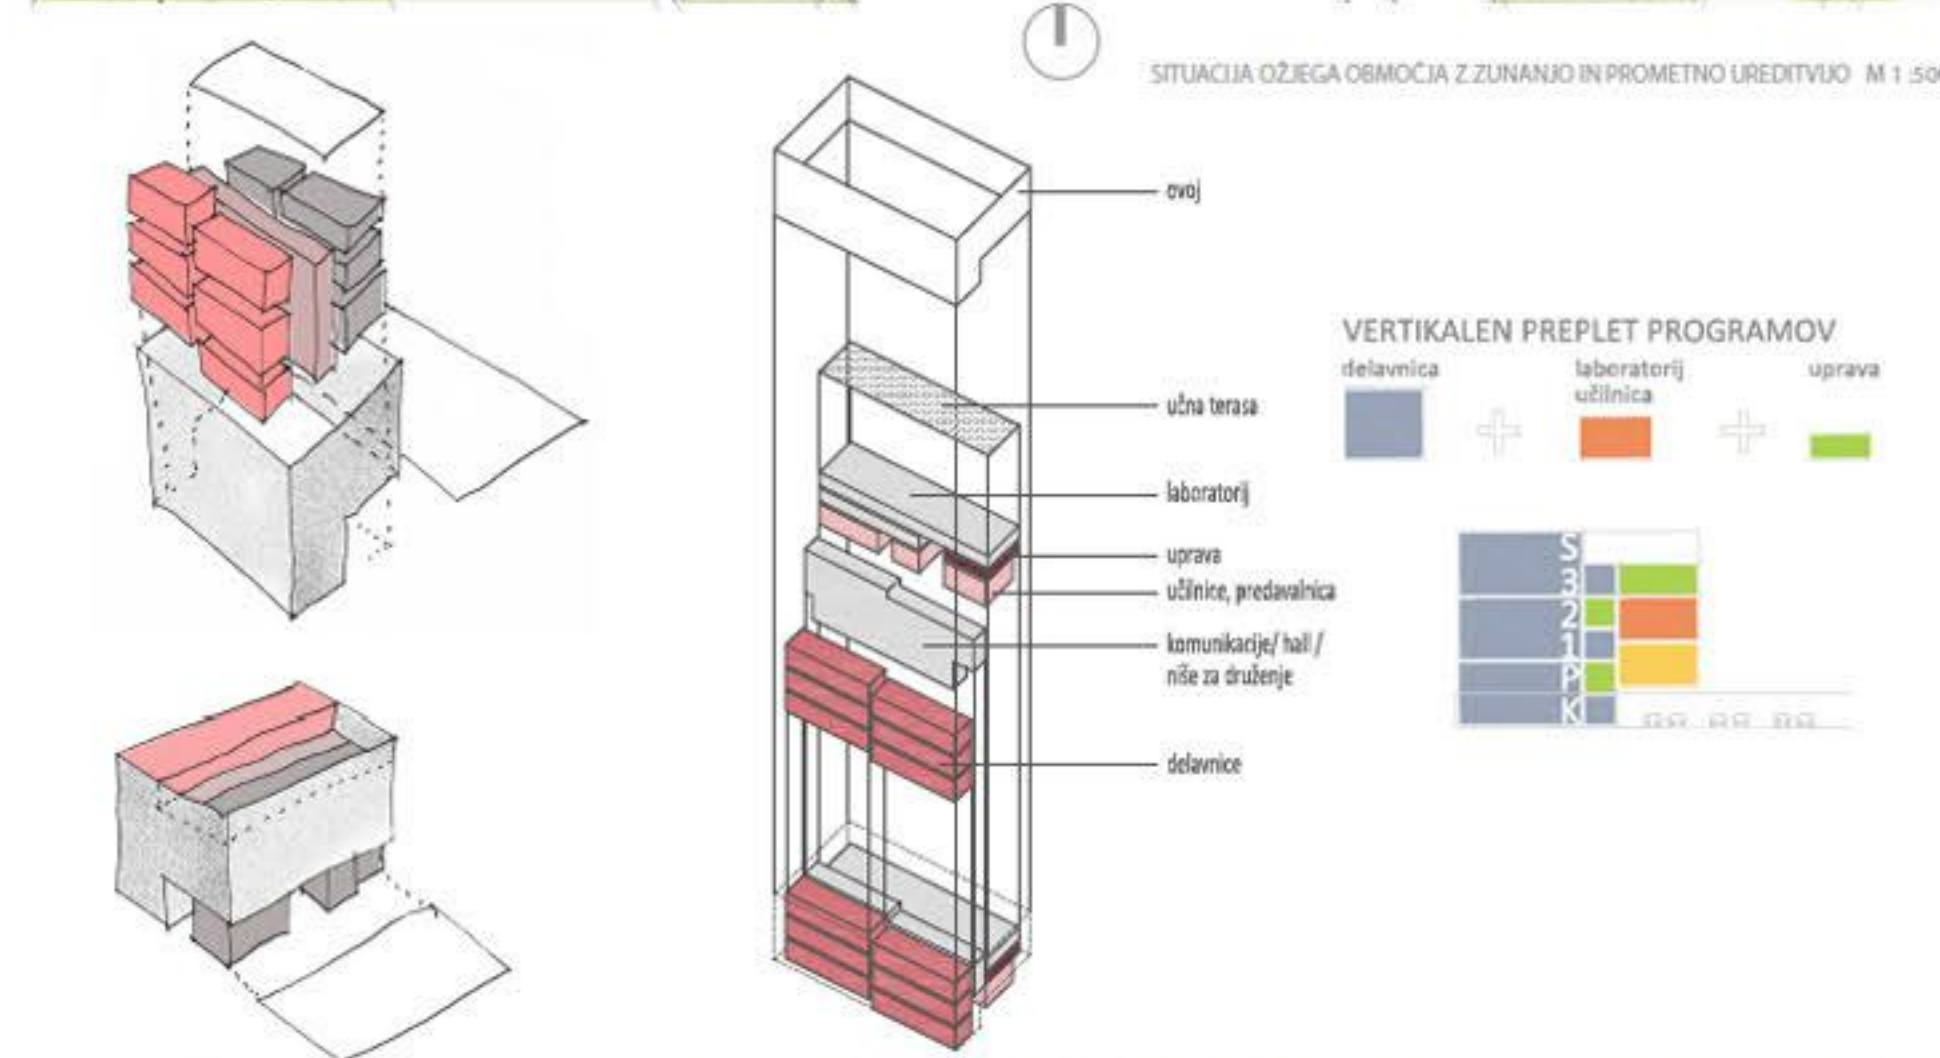 SITUACIJA OŽJEGA OBMOČJA Z ZUNANJO IN PROMETNO UREDITVIJO M 1 :500
ovoj
učna terasa
laboratorij
uprava
učilnice, predavalnica
komunikacije/ hall /
niše za druženje
delavnice
VERTIKALEN PREPLET PROGRAMOV
delavnica
laboratorij
učilnica
uprava
S
3
2
1
P
K